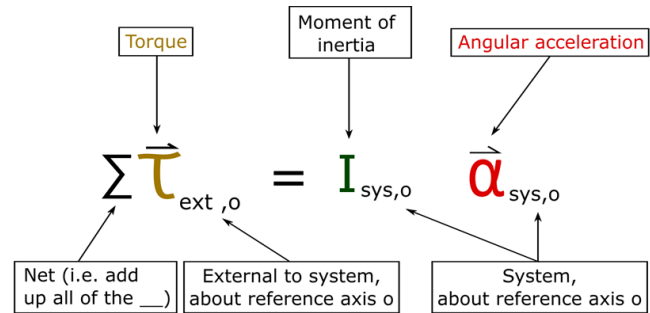 Torque
Moment of
inertia
Angular acceleration
∑ τ⃗ ext ,o = I sys,o α⃗ sys,o
Net (i.e. add
up all of the __)
External to system,
about reference axis o
System,
about reference axis o